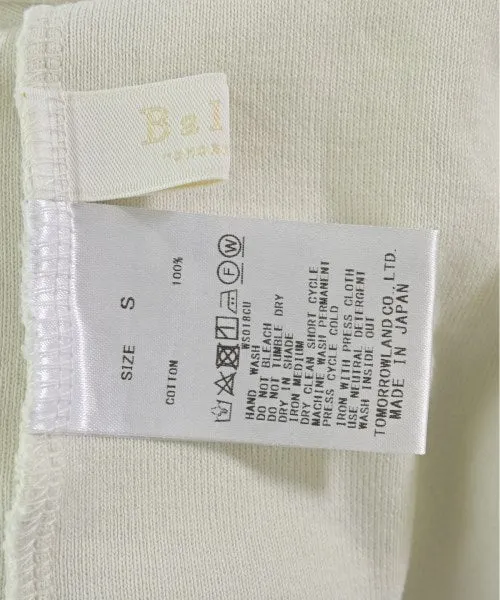 Bal
SIZE S
COTTON 100%
WSO18CU
HAND WASH
DO NOT BLEACH
DO NOT TUMBLE DRY
DRY IN SHADE
IRON MEDIUM
DRY CLEAN SHORT CYCLE
MACHINE WASH PERMANENT
PRESS CYCLE COLD
IRON WITH PRESS CLOTH
USE NEUTRAL DETERGENT
WASH INSIDE OUT
TOMORROWLAND CO., LTD.
MADE IN JAPAN